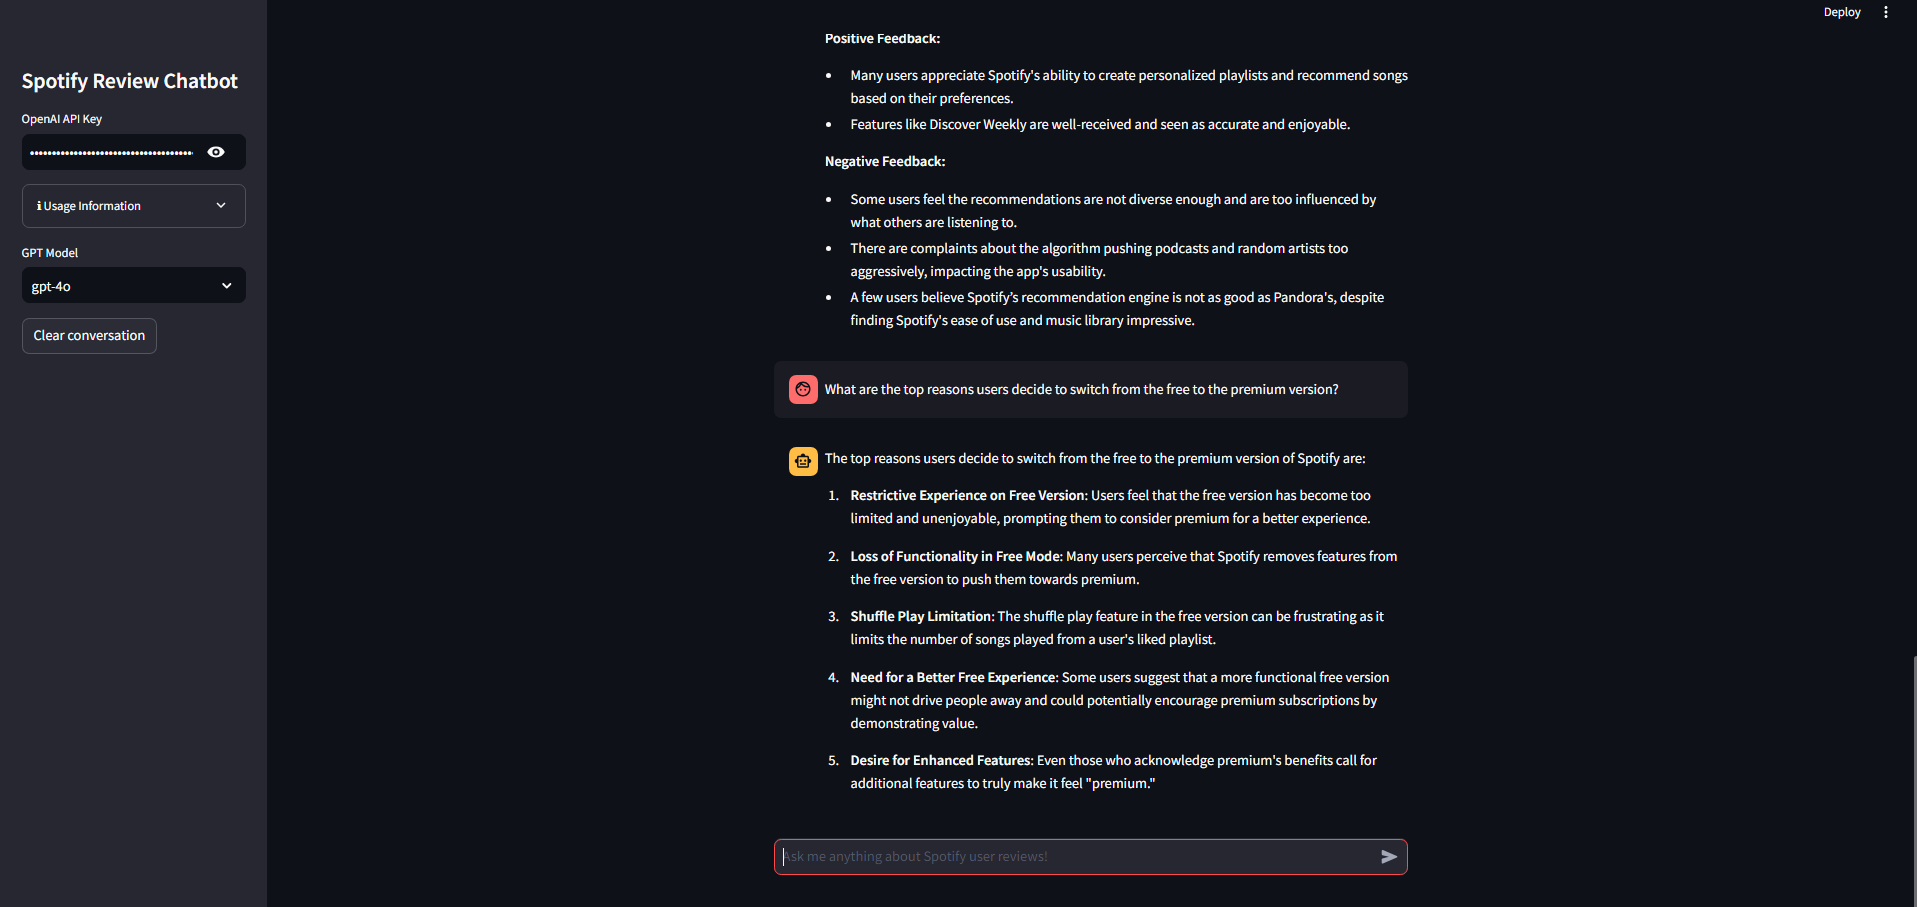 Deploy
Spotify Review Chatbot
OpenAI API Key
Usage Information
GPT Model
gpt-4o
Clear conversation
Positive Feedback:
Many users appreciate Spotify's ability to create personalized playlists and recommend songs
based on their preferences.
Features like Discover Weekly are well-received and seen as accurate and enjoyable.
Negative Feedback:
Some users feel the recommendations are not diverse enough and are too influenced by
what others are listening to.
There are complaints about the algorithm pushing podcasts and random artists too
aggressively, impacting the app's usability.
A few users believe Spotify’s recommendation engine is not as good as Pandora's, despite
finding Spotify's ease of use and music library impressive.
What are the top reasons users decide to switch from the free to the premium version?
The top reasons users decide to switch from the free to the premium version of Spotify are:
1. Restrictive Experience on Free Version: Users feel that the free version has become too
limited and unenjoyable, prompting them to consider premium for a better experience.
2. Loss of Functionality in Free Mode: Many users perceive that Spotify removes features from
the free version to push them towards premium.
3. Shuffle Play Limitation: The shuffle play feature in the free version can be frustrating as it
limits the number of songs played from a user's liked playlist.
4. Need for a Better Free Experience: Some users suggest that a more functional free version
might not drive people away and could potentially encourage premium subscriptions by
demonstrating value.
5. Desire for Enhanced Features: Even those who acknowledge premium's benefits call for
additional features to truly make it feel "premium."
Ask me anything about Spotify user reviews!